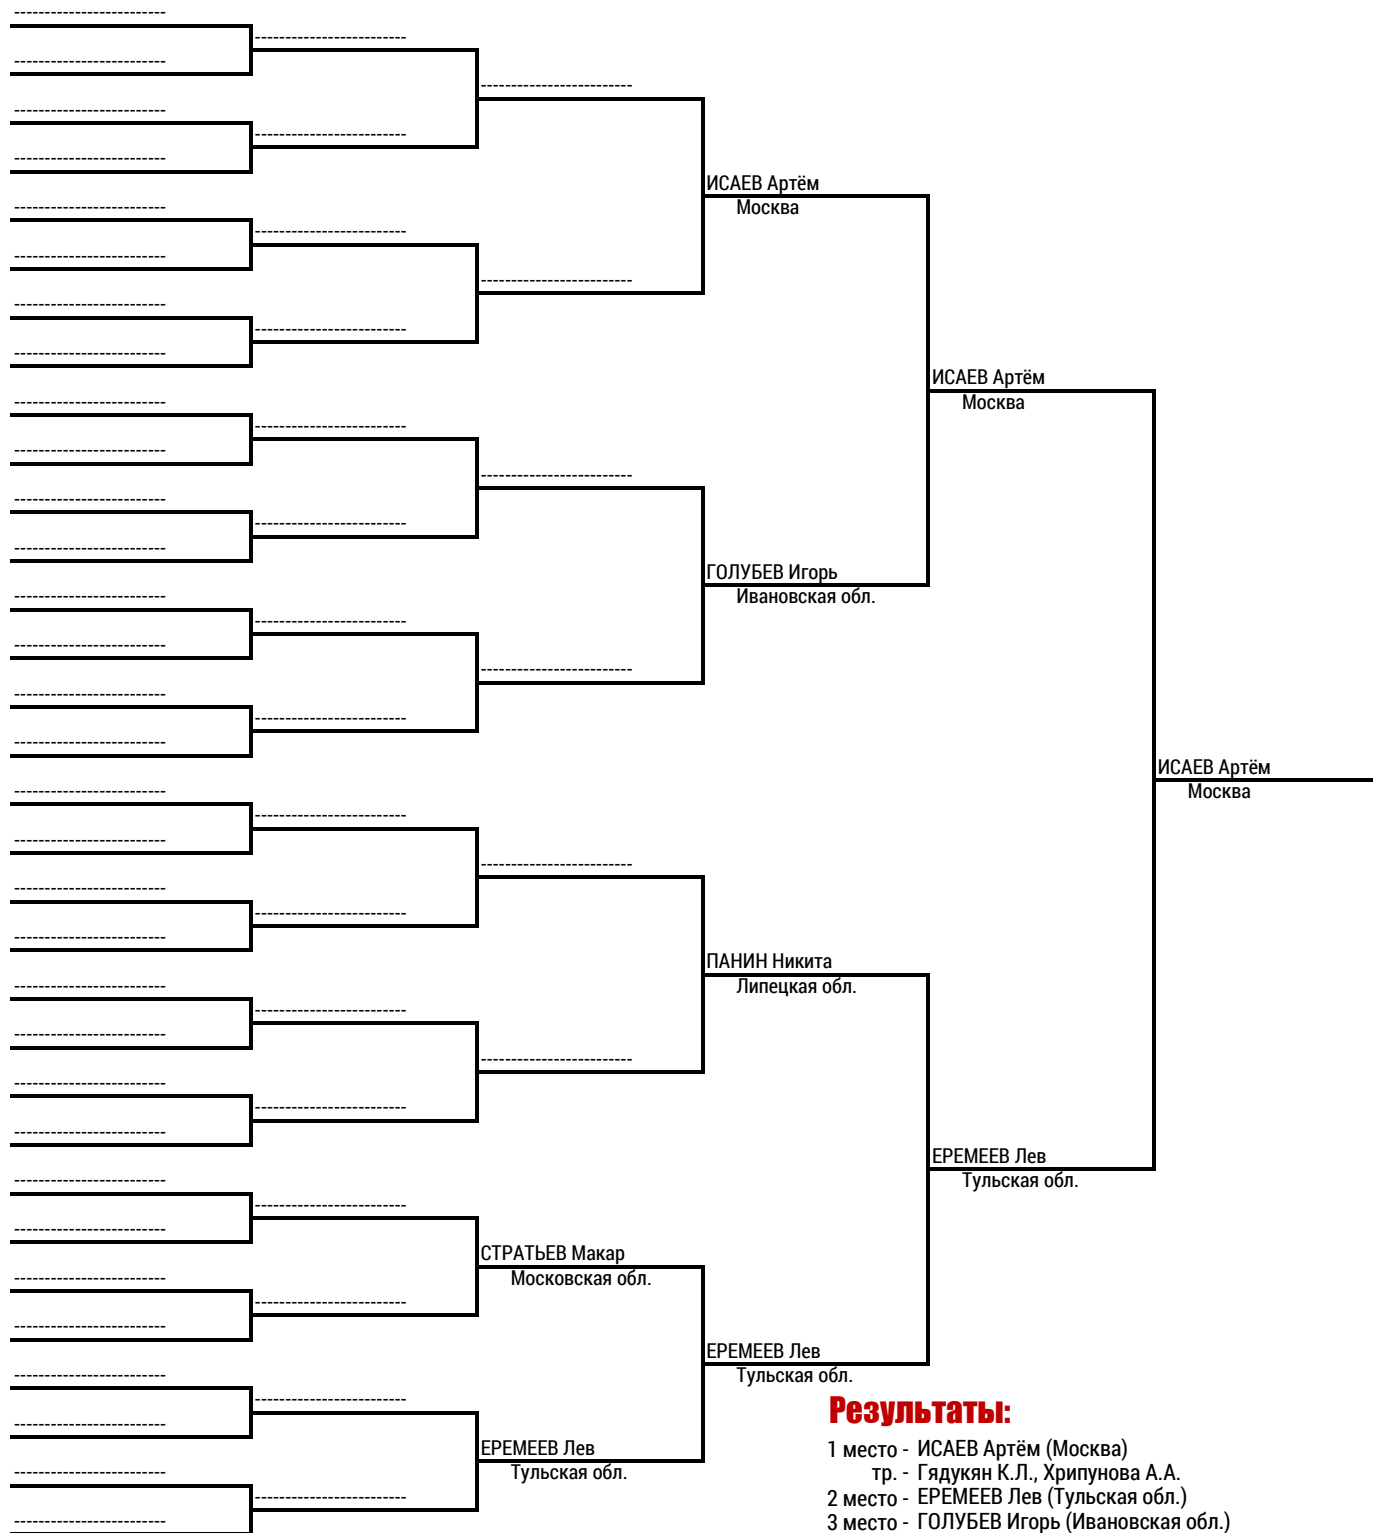 ИСАЕВ Артём
Москва
ИСАЕВ Артём
Москва
ГОЛУБЕВ Игорь
Ивановская обл.
ИСАЕВ Артём
Москва
ПАНИН Никита
Липецкая обл.
ЕРЕМЕЕВ Лев
Тульская обл.
СТРАТЬЕВ Макар
Московская обл.
ЕРЕМЕЕВ Лев
Тульская обл.
ЕРЕМЕЕВ Лев
Тульская обл.
Результаты:
1 место - ИСАЕВ Артём (Москва)
тр. - Гядукян К.Л., Хрипунова А.А.
2 место - ЕРЕМЕЕВ Лев (Тульская обл.)
3 место - ГОЛУБЕВ Игорь (Ивановская обл.)